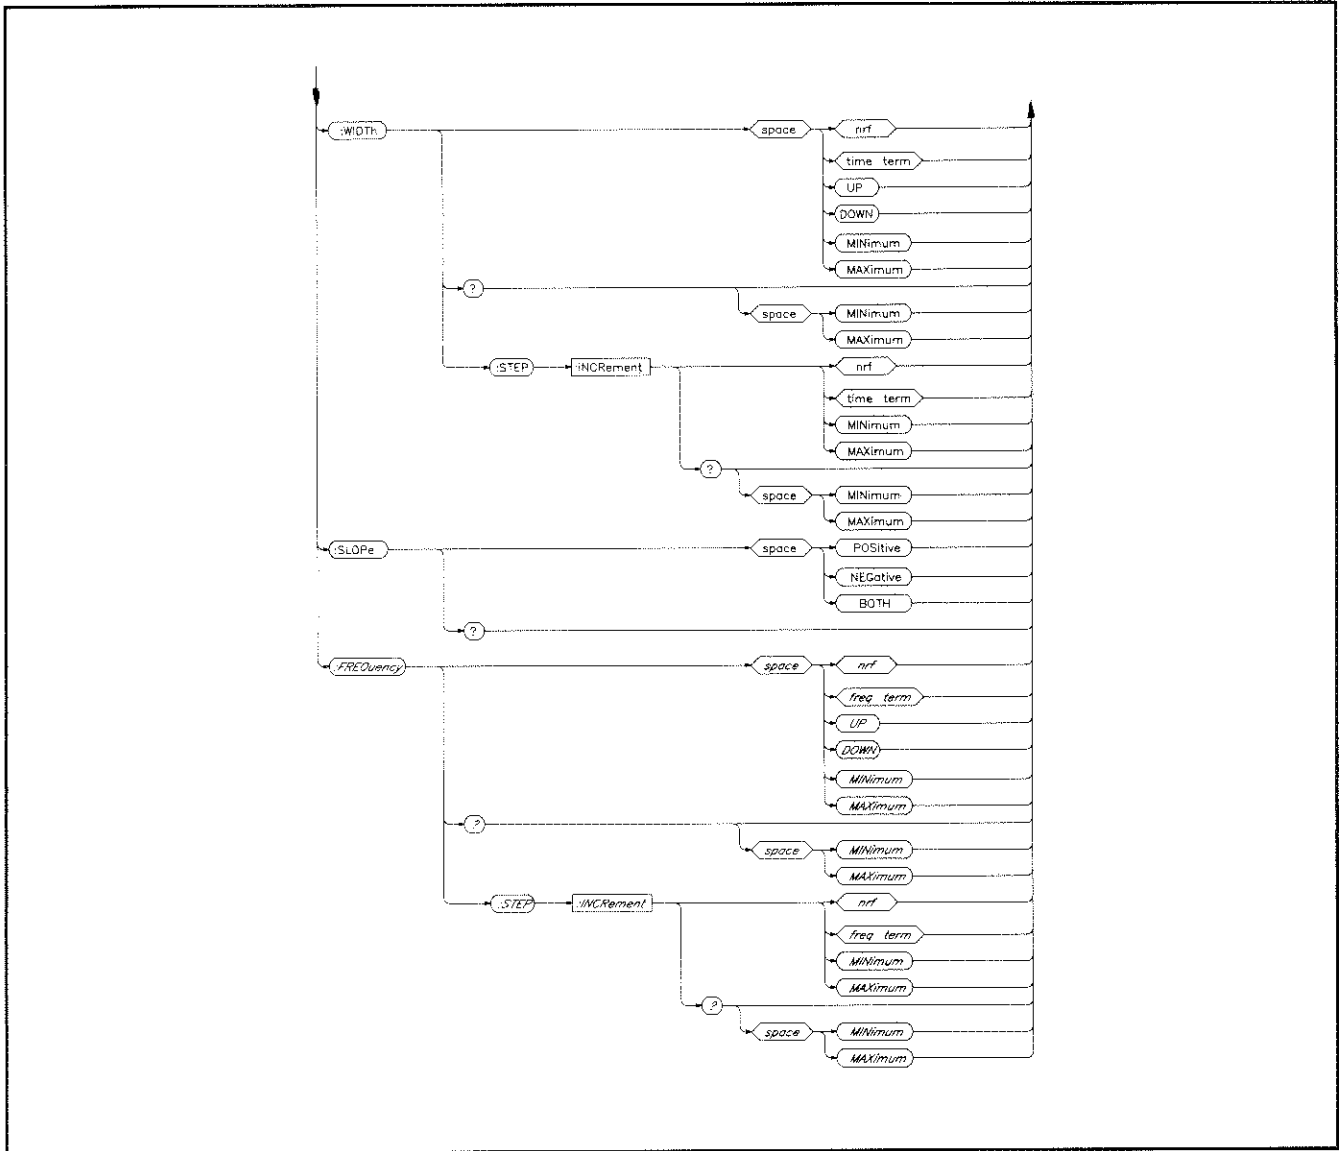 :WIDTh space nrf
time term
UP
DOWN
MINimum
MAXimum
?
space MINimum
MAXimum
:STEP :INCRement nrf
time term
MINimum
MAXimum
?
space MINimum
MAXimum
:SLOPe space POSitive
NEGative
BOTH
?
:FREQuency space nrf
freq term
UP
DOWN
MINimum
MAXimum
?
space MINimum
MAXimum
:STEP :INCRement nrf
freq term
MINimum
MAXimum
?
space MINimum
MAXimum